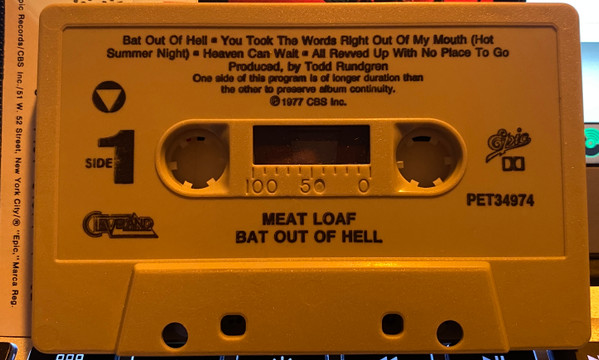 Bat Out Of Hell ▪ You Took The Words Right Out Of My Mouth (Hot
Summer Night) ▪ Heaven Can Wait ▪ All Revved Up With No Place To Go
Produced, by Todd Rundgren
One side of this program is of longer duration than
the other to preserve album continuity.
℗1977 CBS Inc.
SIDE 1
100 50 0
Epic
PET34974
Cleveland
MEAT LOAF
BAT OUT OF HELL
Epic Records/CBS Inc./51 W. 52 Street, New York City/® "Epic," Marca Reg.